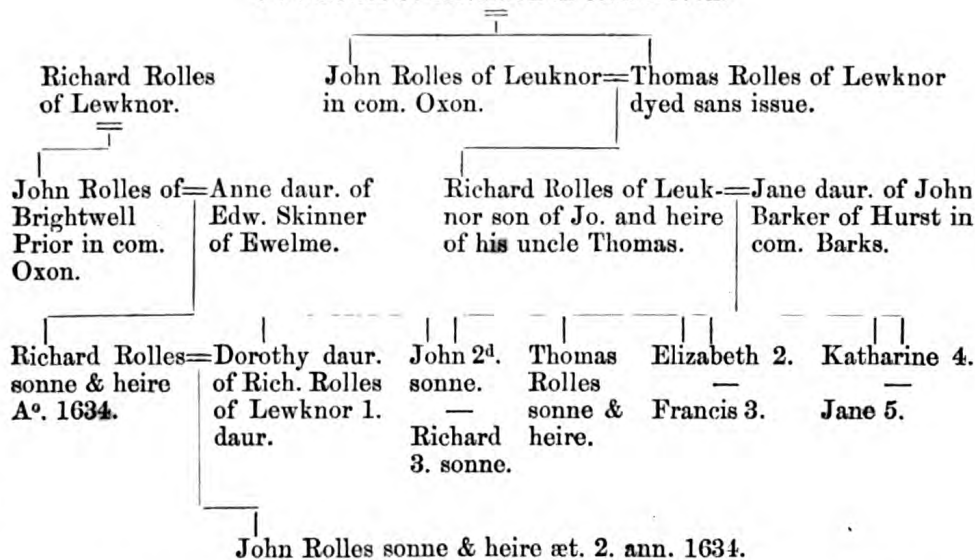 Richard Rolles
of Lewknor.
John Rolles of Leuknor=Thomas Rolles of Lewknor
in com. Oxon. dyed sans issue.
John Rolles of=Anne daur. of
Brightwell Edw. Skinner
Prior in com. of Ewelme.
Oxon.
Richard Rolles of Leuk-=Jane daur. of John
nor son of Jo. and heire Barker of Hurst in
of his uncle Thomas. com. Barks.
Richard Rolles=Dorothy daur.
sonne & heire of Rich. Rolles
Aº. 1634. of Lewknor 1.
daur.
John 2ᵈ.
sonne.
—
Richard
3. sonne.
Thomas
Rolles
sonne &
heire.
Elizabeth 2.
—
Francis 3.
Katharine 4.
—
Jane 5.
John Rolles sonne & heire æt. 2. ann. 1634.